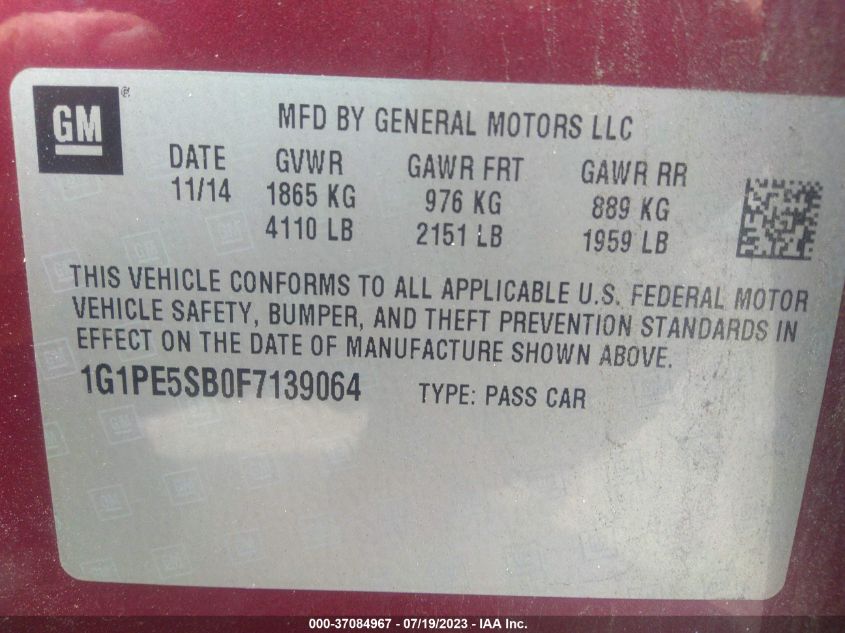 GM®
MFD BY GENERAL MOTORS LLC
DATE GVWR GAWR FRT GAWR RR
11/14 1865 KG 976 KG 889 KG
4110 LB 2151 LB 1959 LB
THIS VEHICLE CONFORMS TO ALL APPLICABLE U.S. FEDERAL MOTOR
VEHICLE SAFETY, BUMPER, AND THEFT PREVENTION STANDARDS IN
EFFECT ON THE DATE OF MANUFACTURE SHOWN ABOVE.
1G1PE5SB0F7139064 TYPE: PASS CAR
000-37084967 - 07/19/2023 - IAA Inc.